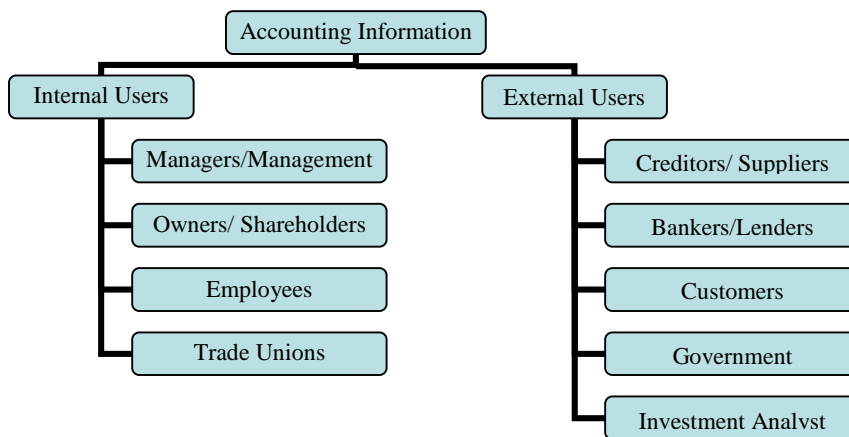 Accounting Information
Internal Users
External Users
Managers/Management
Owners/ Shareholders
Employees
Trade Unions
Creditors/ Suppliers
Bankers/Lenders
Customers
Government
Investment Analyst